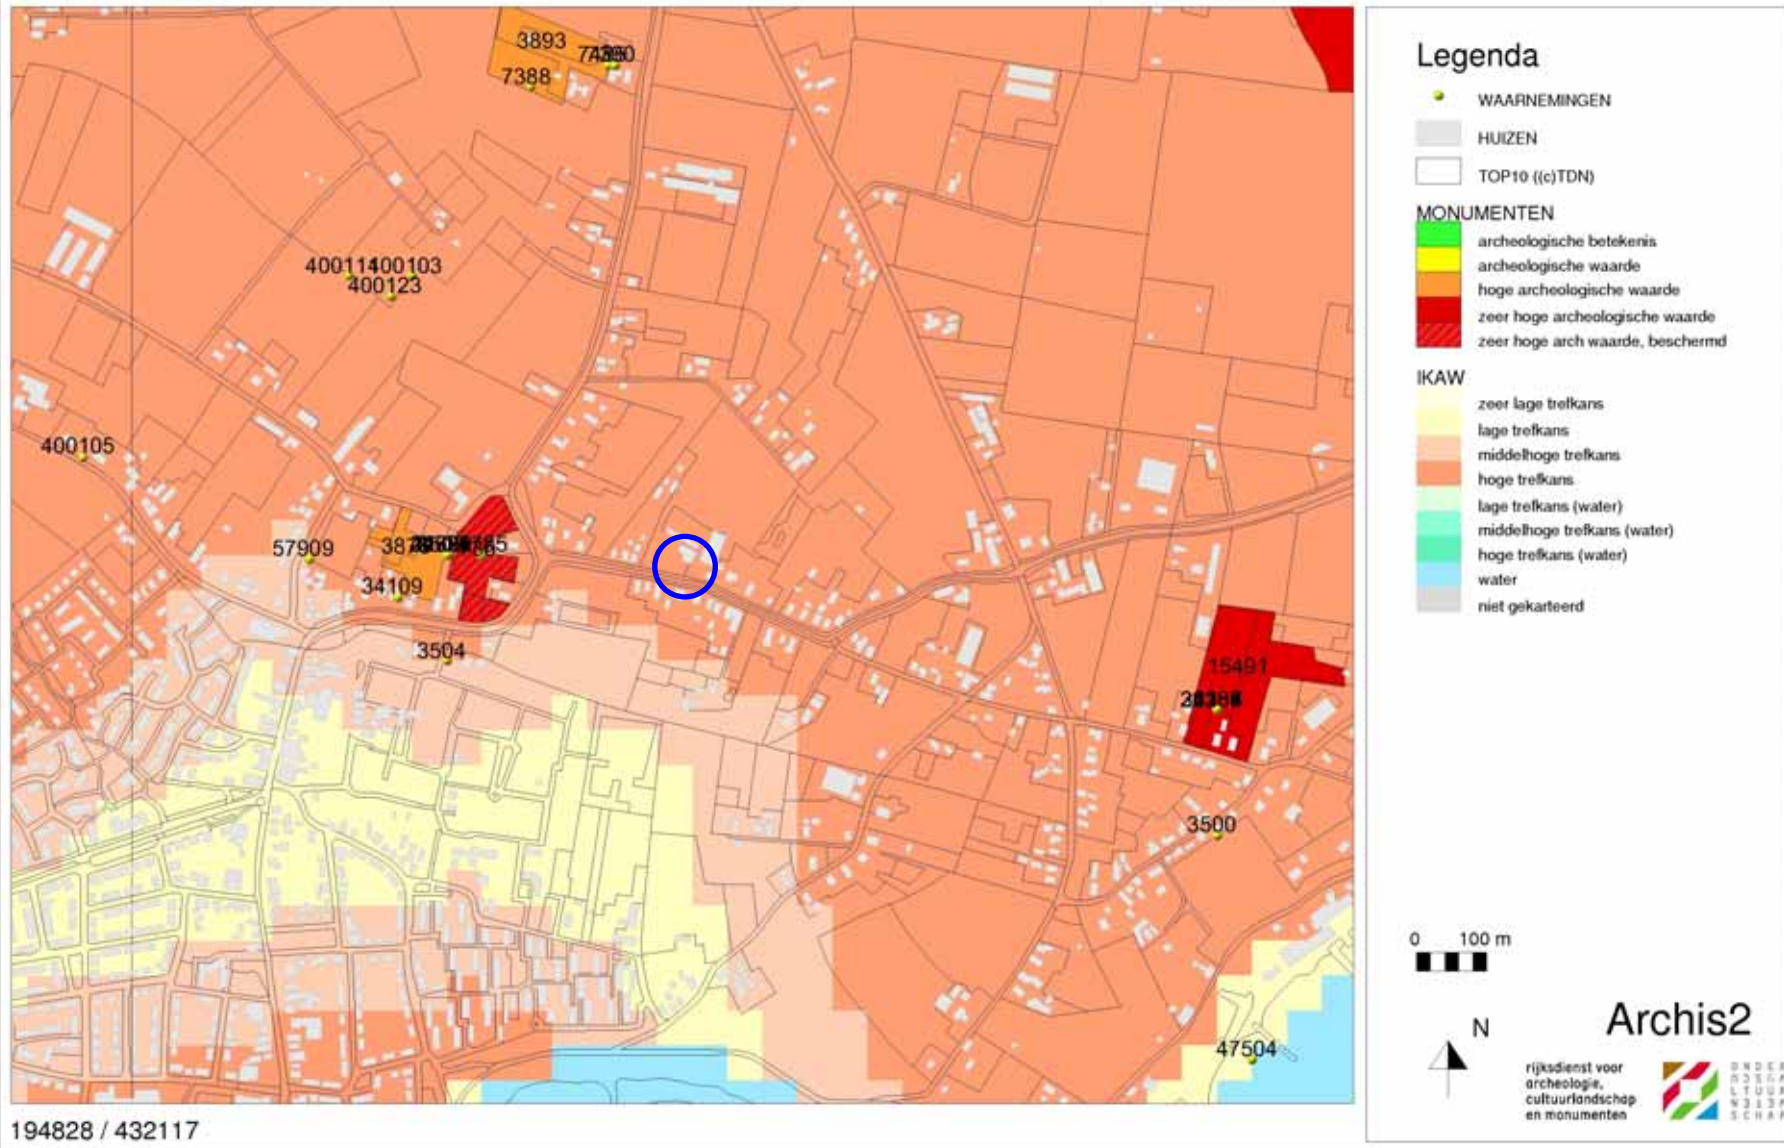 3893
7388
400111
400103
400123
400105
57909
34109
3504
15491
3500
47504
194828 / 432117
Legenda
WAARNEMINGEN
HUIZEN
TOP10 ((c)TDN)
MONUMENTEN
archeologische betekenis
archeologische waarde
hoge archeologische waarde
zeer hoge archeologische waarde
zeer hoge arch waarde, beschermd
IKAW
zeer lage trefkans
lage trefkans
middelhoge trefkans
hoge trefkans
lage trefkans (water)
middelhoge trefkans (water)
hoge trefkans (water)
water
niet gekarteerd
0 100 m
N
Archis2
rijksdienst voor
archeologie,
cultuurlandschap
en monumenten